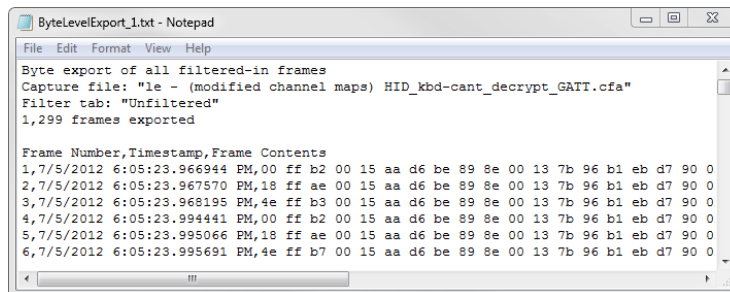 ByteLevelExport_1.txt - Notepad
File Edit Format View Help
Byte export of all filtered-in frames
Capture file: "le - (modified channel maps) HID_kbd-cant_decrypt_GATT.cfa"
Filter tab: "Unfiltered"
1,299 frames exported
Frame Number,Timestamp,Frame Contents
1,7/5/2012 6:05:23.966944 PM,00 ff b2 00 15 aa d6 be 89 8e 00 13 7b 96 b1 eb d7 90 0
2,7/5/2012 6:05:23.967570 PM,18 ff ae 00 15 aa d6 be 89 8e 00 13 7b 96 b1 eb d7 90 0
3,7/5/2012 6:05:23.968195 PM,4e ff b3 00 15 aa d6 be 89 8e 00 13 7b 96 b1 eb d7 90 0
4,7/5/2012 6:05:23.994441 PM,00 ff b2 00 15 aa d6 be 89 8e 00 13 7b 96 b1 eb d7 90 0
5,7/5/2012 6:05:23.995066 PM,18 ff ae 00 15 aa d6 be 89 8e 00 13 7b 96 b1 eb d7 90 0
6,7/5/2012 6:05:23.995691 PM,4e ff b7 00 15 aa d6 be 89 8e 00 13 7b 96 b1 eb d7 90 0